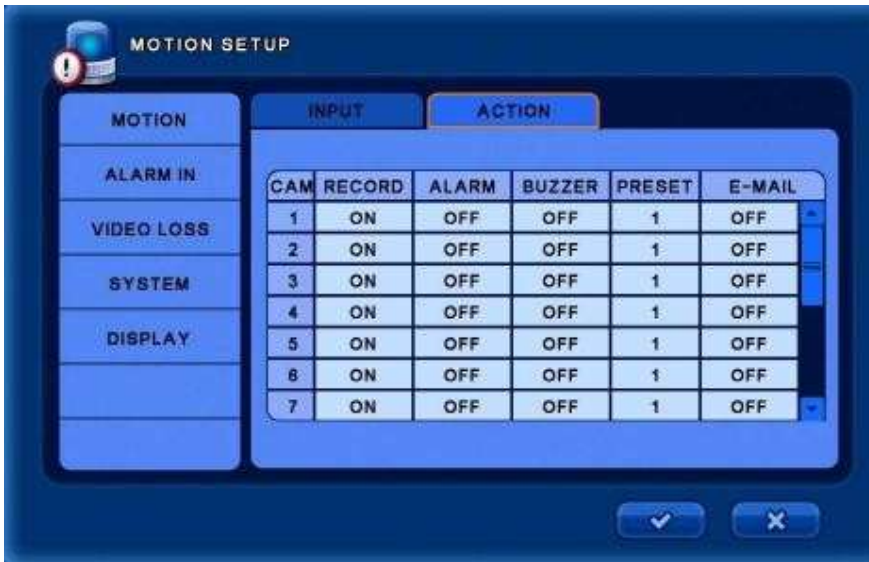 MOTION SETUP
MOTION
ALARM IN
VIDEO LOSS
SYSTEM
DISPLAY
INPUT ACTION
CAM RECORD ALARM BUZZER PRESET E-MAIL
1 ON OFF OFF 1 OFF
2 ON OFF OFF 1 OFF
3 ON OFF OFF 1 OFF
4 ON OFF OFF 1 OFF
5 ON OFF OFF 1 OFF
6 ON OFF OFF 1 OFF
7 ON OFF OFF 1 OFF